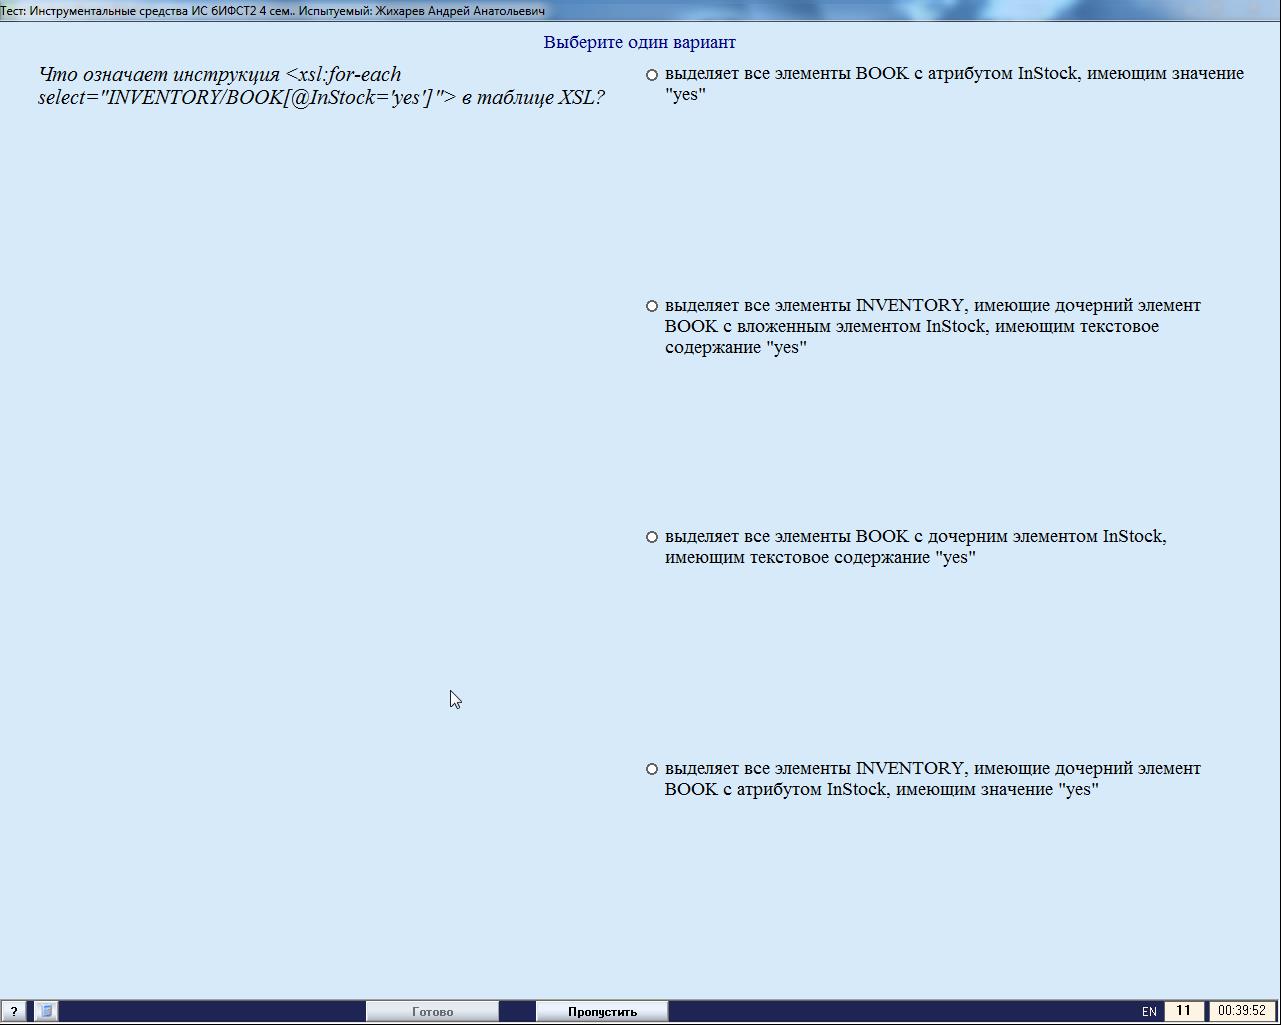 Тест: Инструментальные средства ИС бИФСТ2 4 сем.. Испытуемый: Жихарев Андрей Анатольевич
Выберите один вариант
Что означает инструкция <xsl:for-each
select="INVENTORY/BOOK[@InStock='yes']"> в таблице XSL?
выделяет все элементы BOOK с атрибутом InStock, имеющим значение
"yes"
выделяет все элементы INVENTORY, имеющие дочерний элемент
BOOK с вложенным элементом InStock, имеющим текстовое
содержание "yes"
выделяет все элементы BOOK с дочерним элементом InStock,
имеющим текстовое содержание "yes"
выделяет все элементы INVENTORY, имеющие дочерний элемент
BOOK с атрибутом InStock, имеющим значение "yes"
? Готово Пропустить EN 11 00:39:52